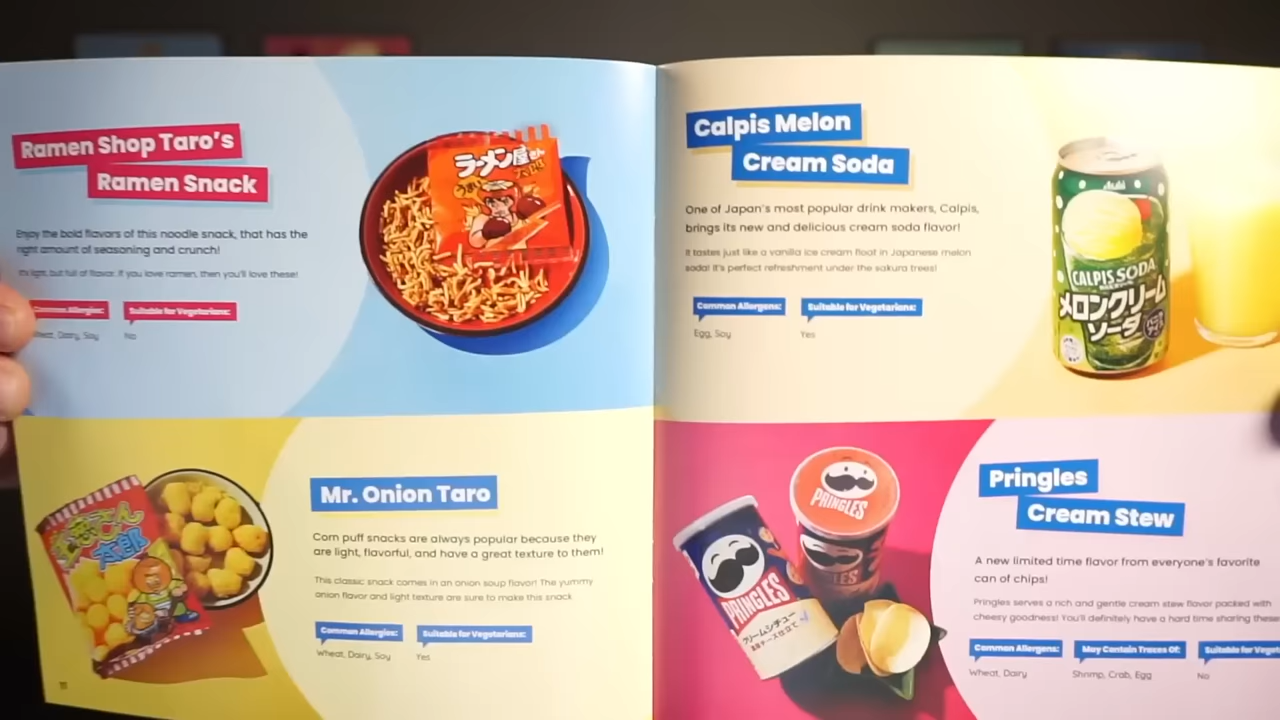 Ramen Shop Taro's
Ramen Snack
Enjoy the bold flavors of this noodle snack, that has the
right amount of seasoning and crunch!
It's light, but full of flavor. If you love ramen, then you'll love these!
Common Allergies:
Suitable for Vegetarians:
Wheat, Dairy, Soy
No
ラーメン屋さん
太郎
うまい
Mr. Onion Taro
Corn puff snacks are always popular because they
are light, flavorful, and have a great texture to them!
This classic snack comes in an onion soup flavor! The yummy
onion flavor and light texture are sure to make this snack
Common Allergies:
Suitable for Vegetarians:
Wheat, Dairy, Soy
Yes
太郎
Calpis Melon
Cream Soda
One of Japan's most popular drink makers, Calpis,
brings its new and delicious cream soda flavor!
It tastes just like a vanilla ice cream float in Japanese melon
soda! It's perfect refreshment under the sakura trees!
Common Allergens:
Suitable for Vegetarians:
Egg, Soy
Yes
Asahi
CALPIS SODA
メロンクリーム
ソーダ
Pringles
Cream Stew
A new limited time flavor from everyone's favorite
can of chips!
Pringles serves a rich and gentle cream stew flavor packed with
cheesy goodness! You'll definitely have a hard time sharing these
Common Allergens:
May Contain Traces Of:
Suitable for Veget
Wheat, Dairy
Shrimp, Crab, Egg
No
PRINGLES
PRINGLES
クリームシチュー